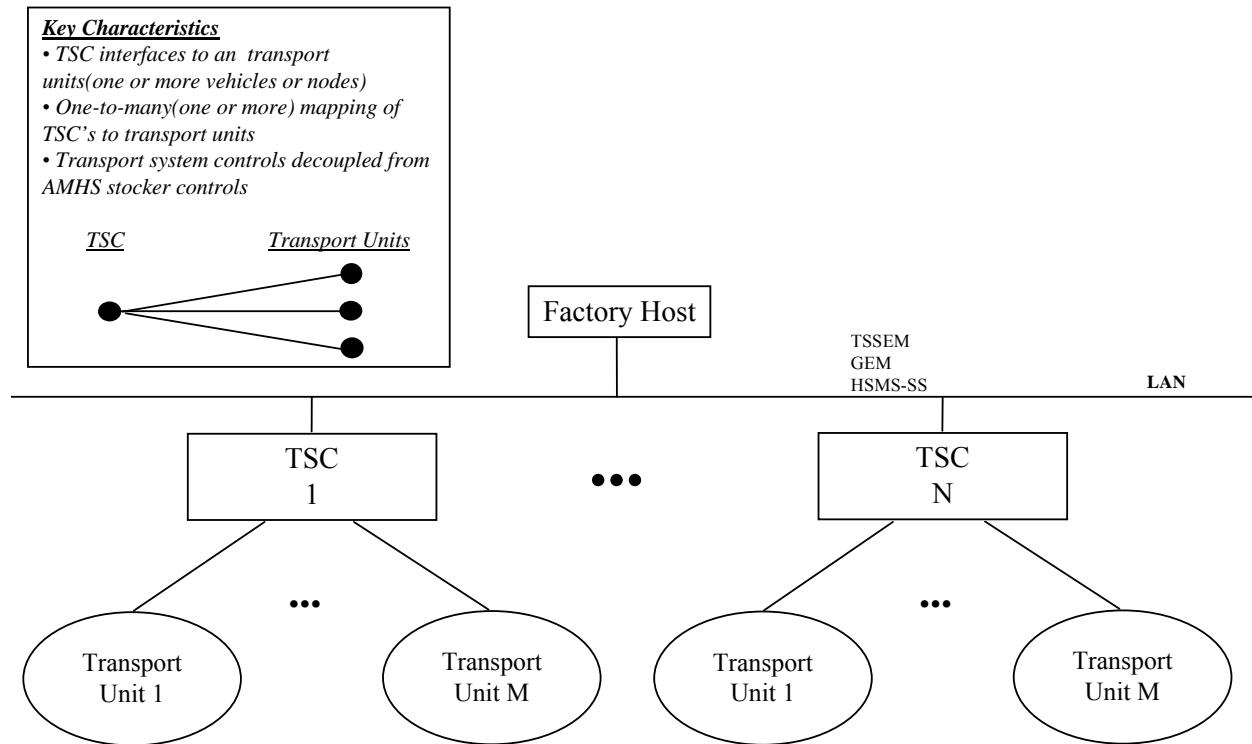 Key Characteristics
• TSC interfaces to an transport
units(one or more vehicles or nodes)
• One-to-many(one or more) mapping of
TSC's to transport units
• Transport system controls decoupled from
AMHS stocker controls
TSC
Transport Units
Factory Host
TSSEM
GEM
HSMS-SS
LAN
TSC
1
•••
TSC
N
•••
•••
Transport
Unit 1
Transport
Unit M
Transport
Unit 1
Transport
Unit M